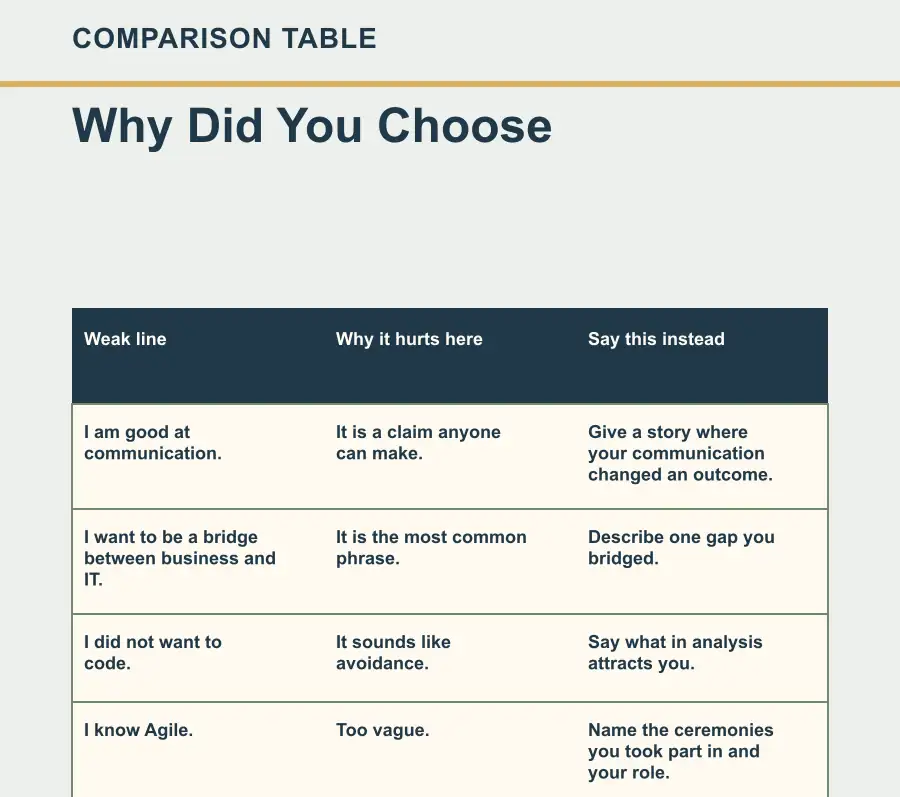 COMPARISON TABLE
Why Did You Choose
Weak line
Why it hurts here
Say this instead
I am good at
communication.
It is a claim anyone
can make.
Give a story where
your communication
changed an outcome.
I want to be a bridge
between business and
IT.
It is the most common
phrase.
Describe one gap you
bridged.
I did not want to
code.
It sounds like
avoidance.
Say what in analysis
attracts you.
I know Agile.
Too vague.
Name the ceremonies
you took part in and
your role.